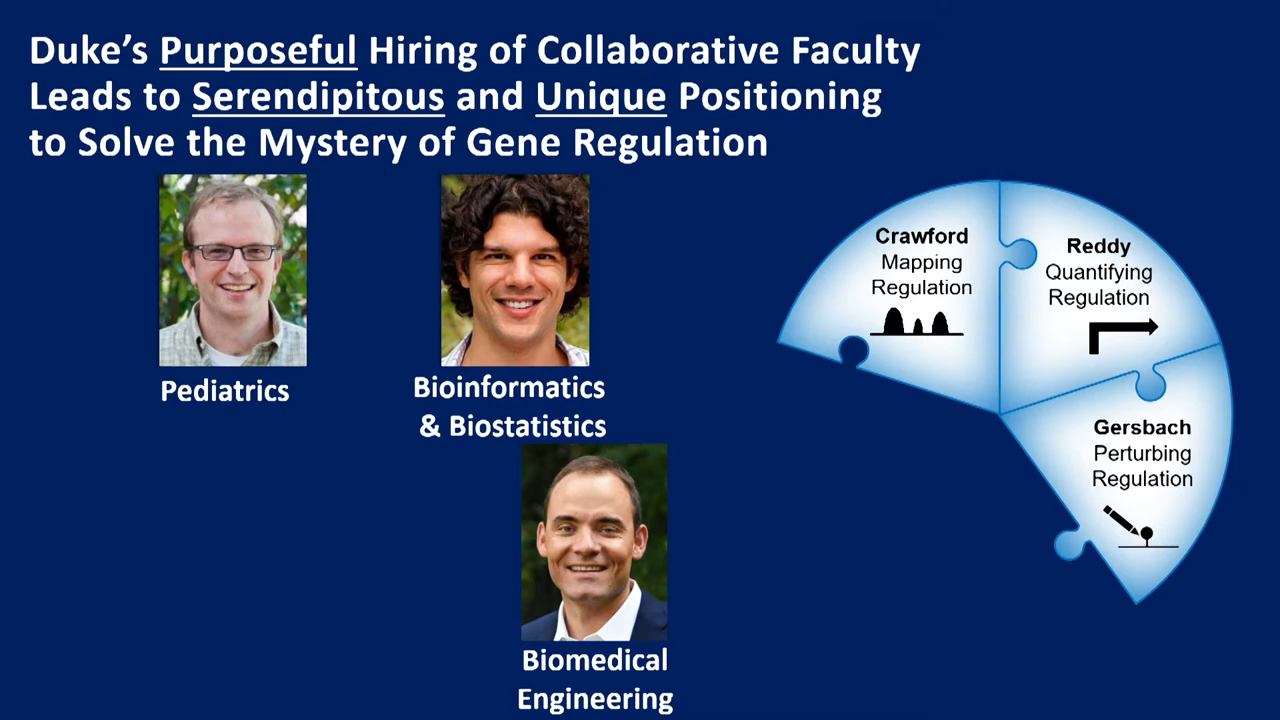 Duke’s Purposeful Hiring of Collaborative Faculty
Leads to Serendipitous and Unique Positioning
to Solve the Mystery of Gene Regulation
Pediatrics
Bioinformatics
& Biostatistics
Biomedical
Engineering
Crawford
Mapping
Regulation
Reddy
Quantifying
Regulation
Gersbach
Perturbing
Regulation